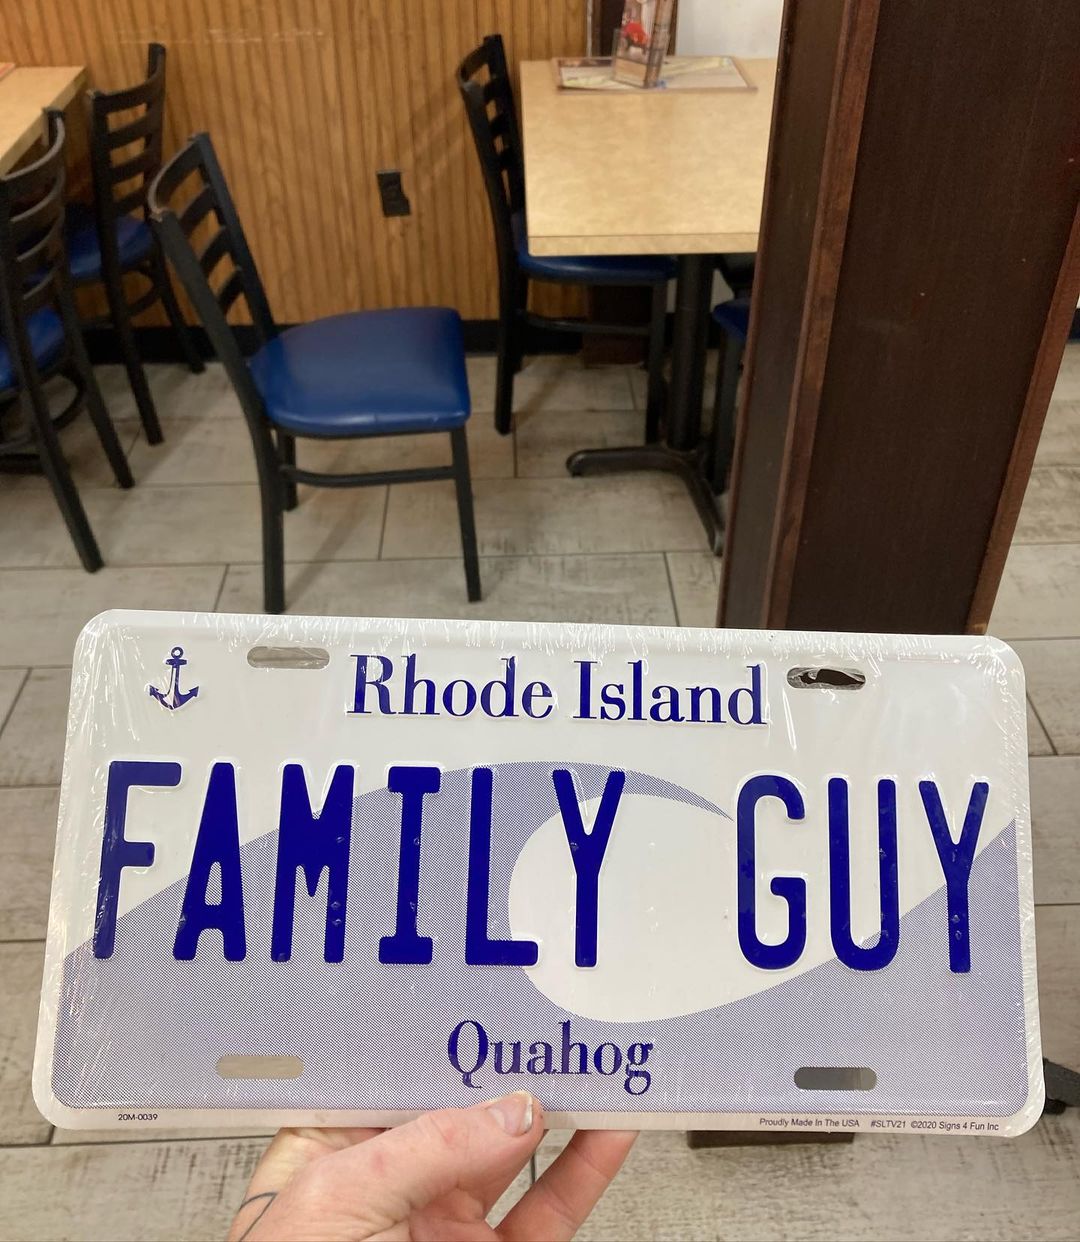 Rhode Island
FAMILY GUY
Quahog
20M-0039
Proudly Made In The USA #SLTV21 ©2020 Signs 4 Fun Inc